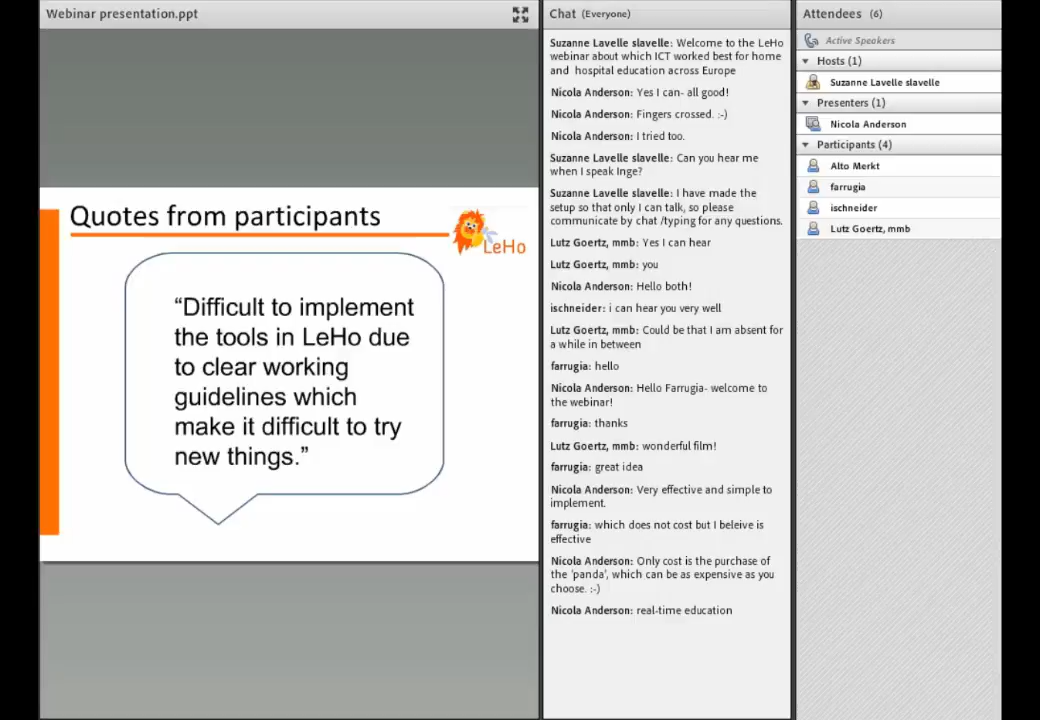 Webinar presentation.ppt
Quotes from participants
LeHo
“Difficult to implement
the tools in LeHo due
to clear working
guidelines which
make it difficult to try
new things.”
Chat (Everyone)
Suzanne Lavelle slavelle: Welcome to the LeHo
webinar about which ICT worked best for home
and hospital education across Europe
Nicola Anderson: Yes I can- all good!
Nicola Anderson: Fingers crossed. :-)
Nicola Anderson: I tried too.
Suzanne Lavelle slavelle: Can you hear me
when I speak Inge?
Suzanne Lavelle slavelle: I have made the
setup so that only I can talk, so please
communicate by chat /typing for any questions.
Lutz Goertz, mmb: Yes I can hear
Lutz Goertz, mmb: you
Nicola Anderson: Hello both!
ischneider: i can hear you very well
Lutz Goertz, mmb: Could be that I am absent for
a while in between
farrugia: hello
Nicola Anderson: Hello Farrugia- welcome to
the webinar!
farrugia: thanks
Lutz Goertz, mmb: wonderful film!
farrugia: great idea
Nicola Anderson: Very effective and simple to
implement.
farrugia: which does not cost but I beleive is
effective
Nicola Anderson: Only cost is the purchase of
the 'panda', which can be as expensive as you
choose. :-)
Nicola Anderson: real-time education
Attendees (6)
Active Speakers
Hosts (1)
Suzanne Lavelle slavelle
Presenters (1)
Nicola Anderson
Participants (4)
Alto Merkt
farrugia
ischneider
Lutz Goertz, mmb